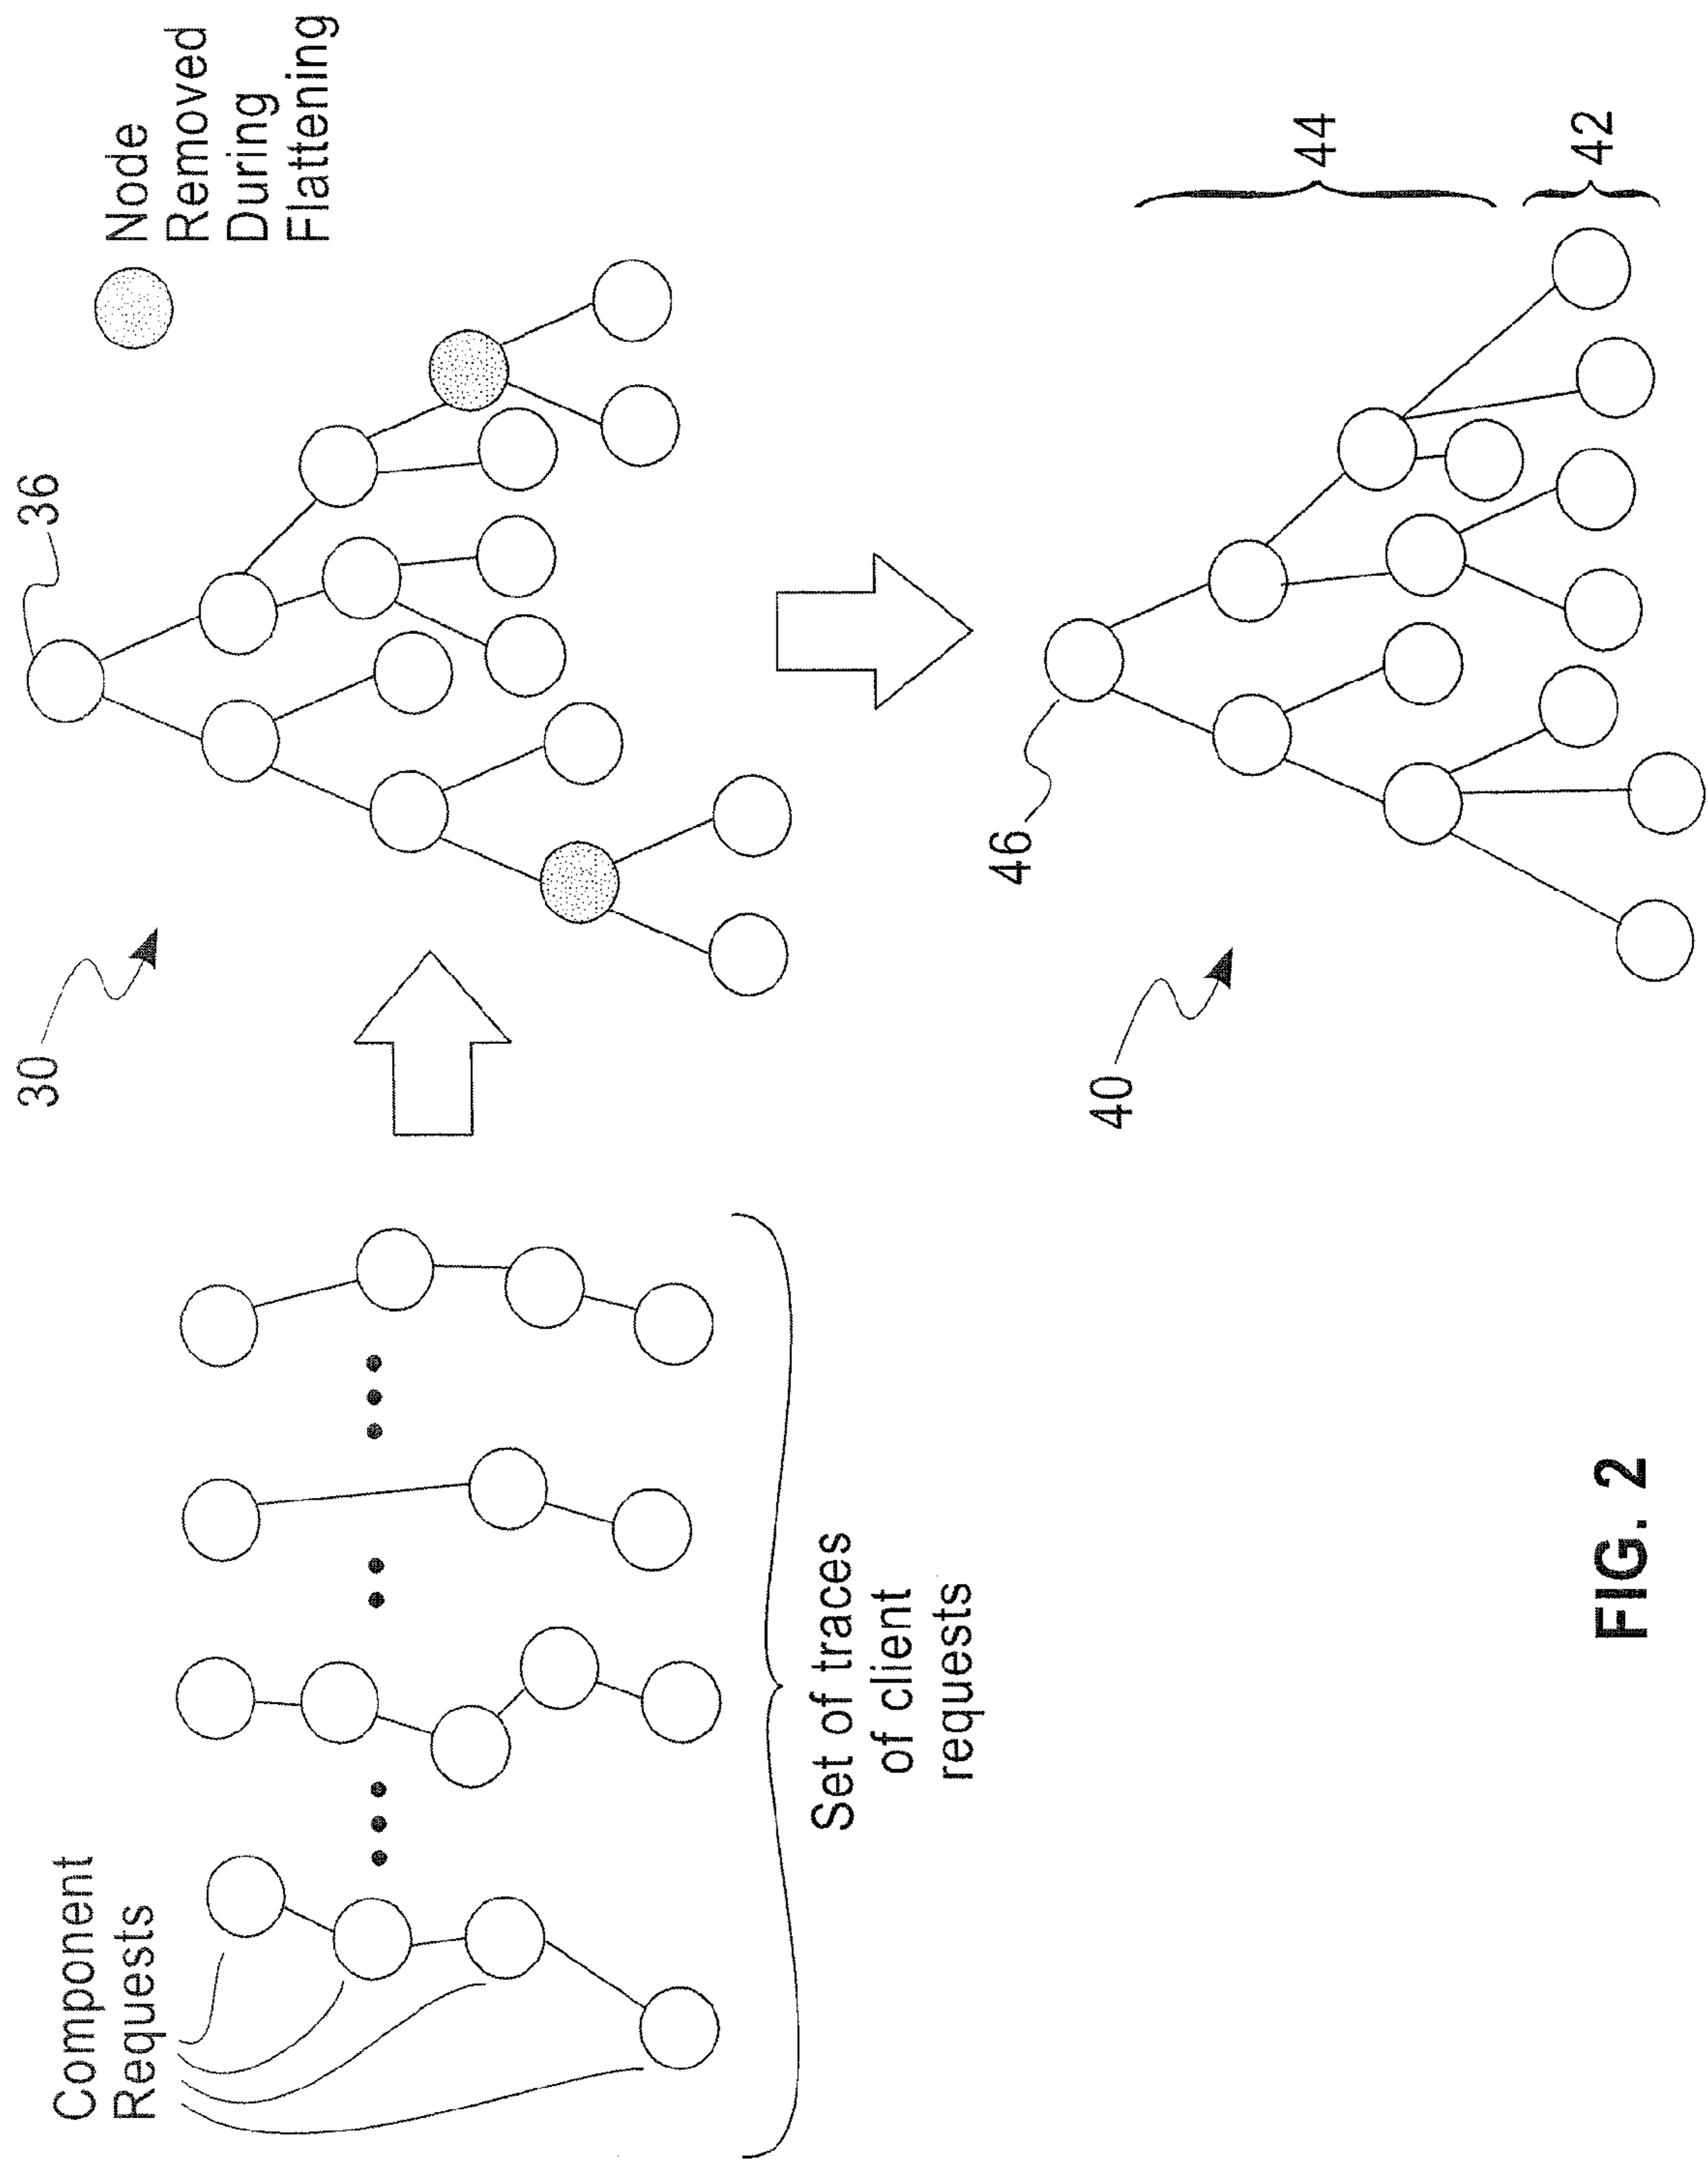 Component
Requests
Set of traces
of client
requests
30
36
Node
Removed
During
Flattening
40
46
44
42
FIG. 2